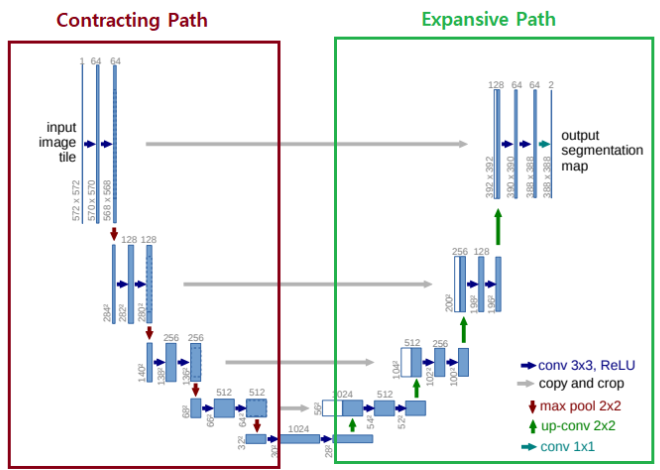 Contracting Path
Expansive Path
1 64 64
128 64 64 2
input
image
tile
output
segmentation
map
572 x 572
570 x 570
568 x 568
392 x 392
390 x 390
388 x 388
388 x 388
128 128
256 128
284²
282²
280²
200²
198²
196²
256 256
512 256
140²
138²
136²
104²
102²
100²
512 512
1024 512
68²
66²
64²
56²
54²
52²
1024
32²
30²
28²
conv 3x3, ReLU
copy and crop
max pool 2x2
up-conv 2x2
conv 1x1